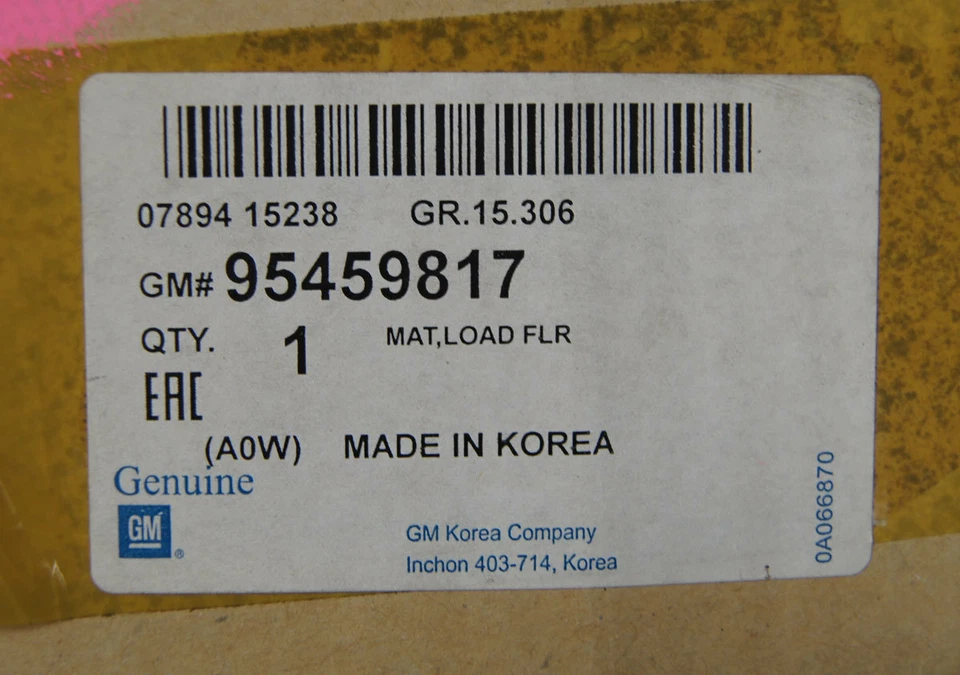 07894 15238 GR.15.306
GM# 95459817
QTY. 1 MAT,LOAD FLR
EAC
(A0W) MADE IN KOREA
Genuine
GM ®
GM Korea Company
Inchon 403-714, Korea
0A066870